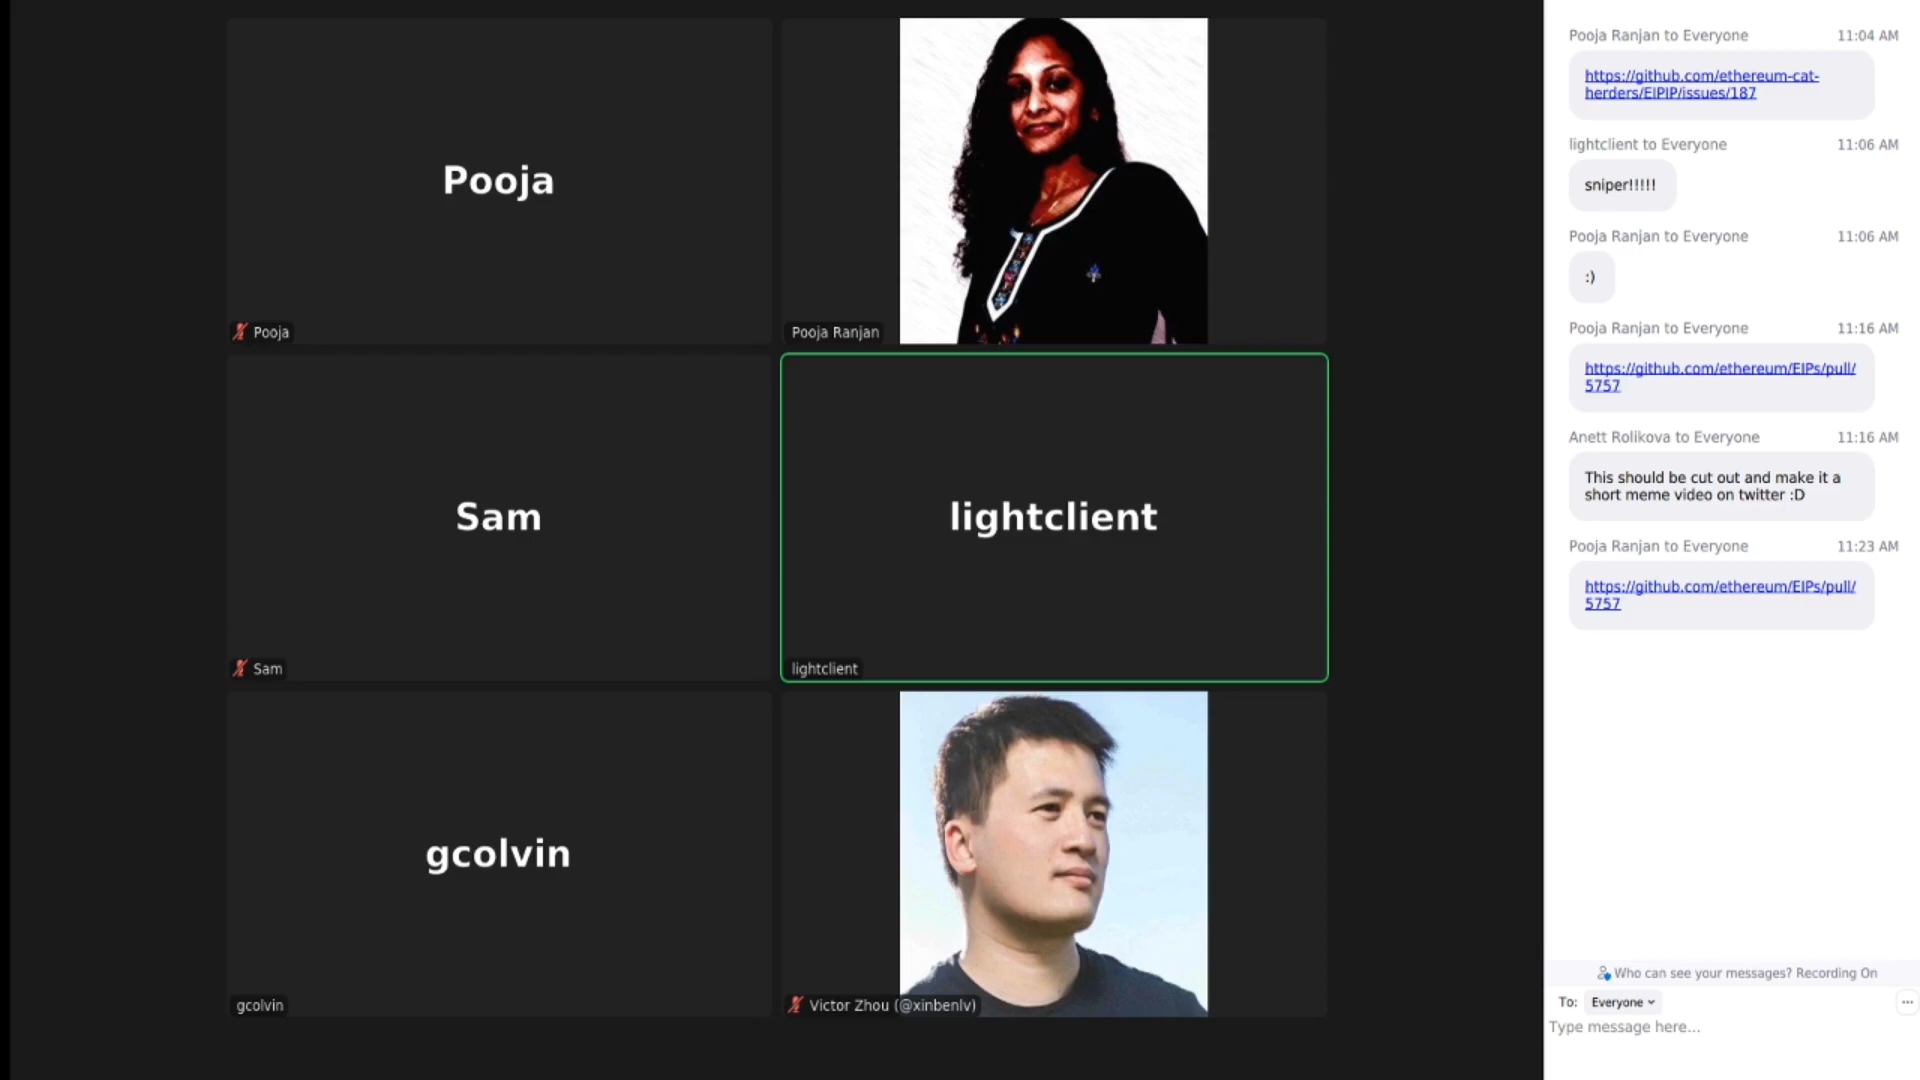 Pooja
Pooja
Pooja Ranjan
Sam
Sam
lightclient
lightclient
gcolvin
gcolvin
Victor Zhou (@xinbenlv)
Pooja Ranjan to Everyone 11:04 AM
https://github.com/ethereum-cat-
herders/EIPIP/issues/187
lightclient to Everyone 11:06 AM
sniper!!!!!
Pooja Ranjan to Everyone 11:06 AM
:)
Pooja Ranjan to Everyone 11:16 AM
https://github.com/ethereum/EIPs/pull/
5757
Anett Rolikova to Everyone 11:16 AM
This should be cut out and make it a
short meme video on twitter :D
Pooja Ranjan to Everyone 11:23 AM
https://github.com/ethereum/EIPs/pull/
5757
Who can see your messages? Recording On
To: Everyone
Type message here...